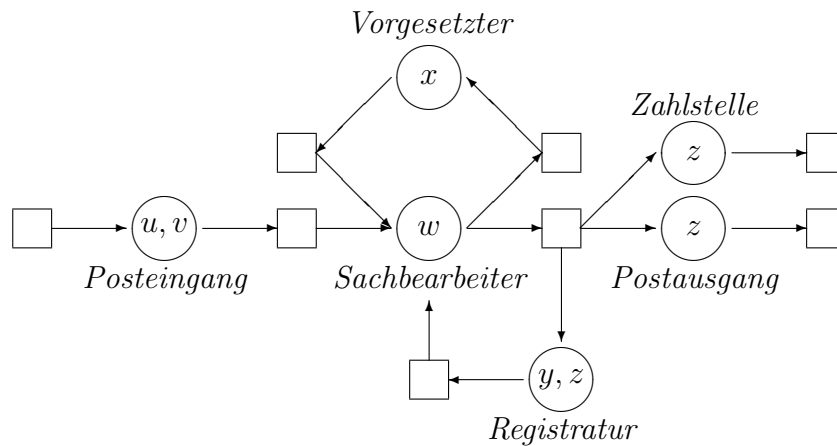 Vorgesetzter
x
Zahlstelle
z
u, v
w
z
Posteingang
Sachbearbeiter
Postausgang
y, z
Registratur